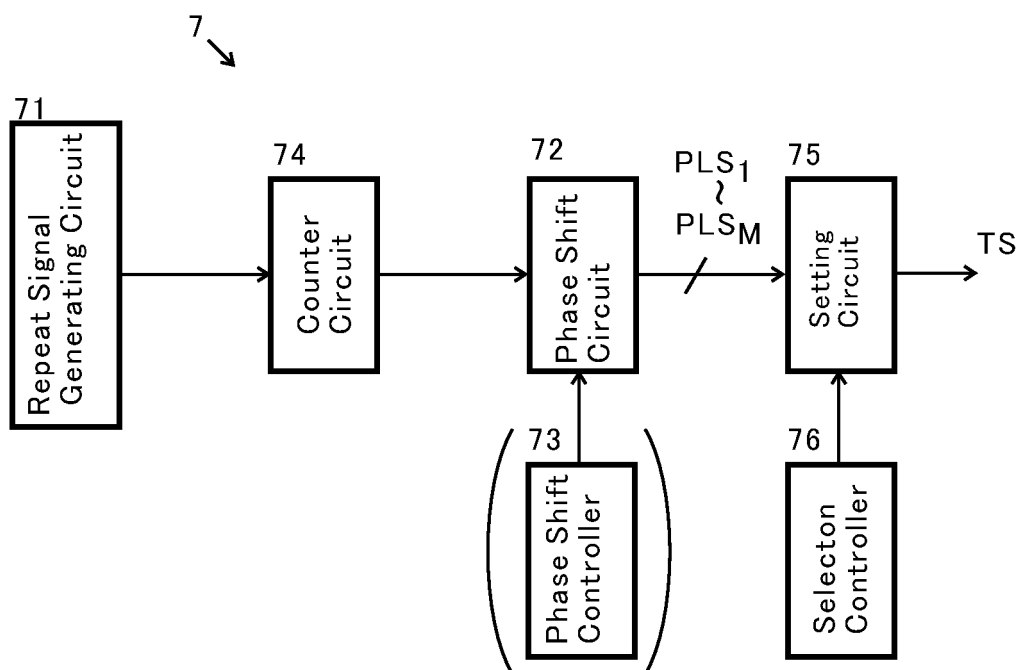 7
71
Repeat Signal
Generating Circuit
74
Counter
Circuit
72
Phase Shift
Circuit
PLS1
~
PLSM
75
Setting
Circuit
TS
73
Phase Shift
Controller
76
Selecton
Controller